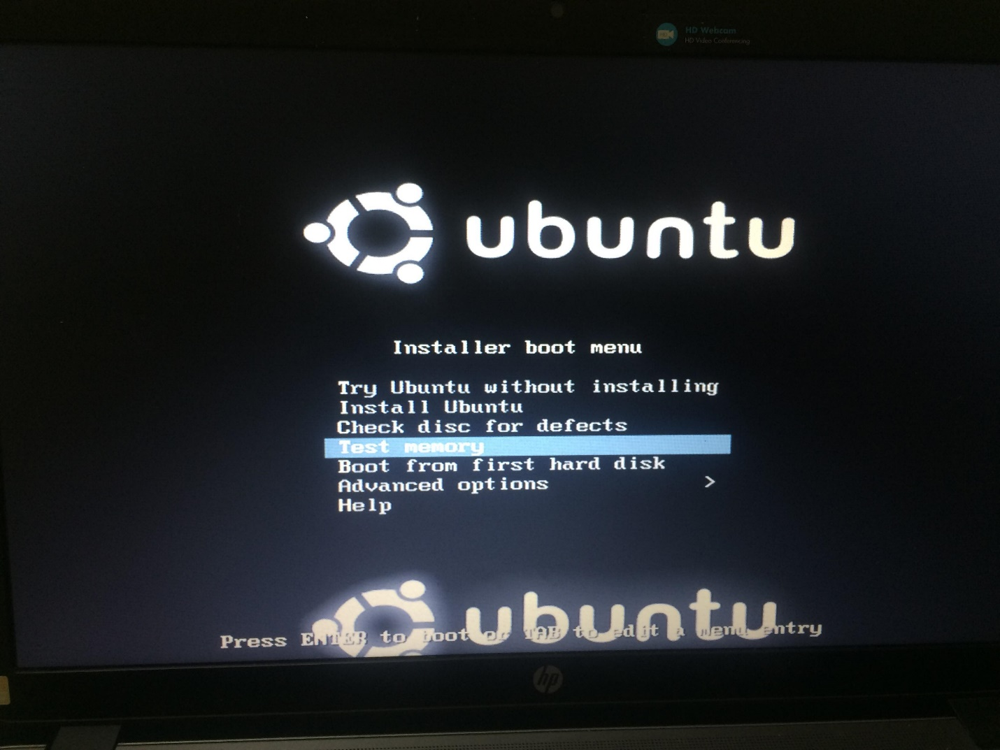 HD Webcam
HD Video Conferencing
ubuntu
Installer boot menu
Try Ubuntu without installing
Install Ubuntu
Check disc for defects
Test memory
Boot from first hard disk
Advanced options >
Help
ubuntu
Press ENTER to boot or TAB to edit a menu entry
hp